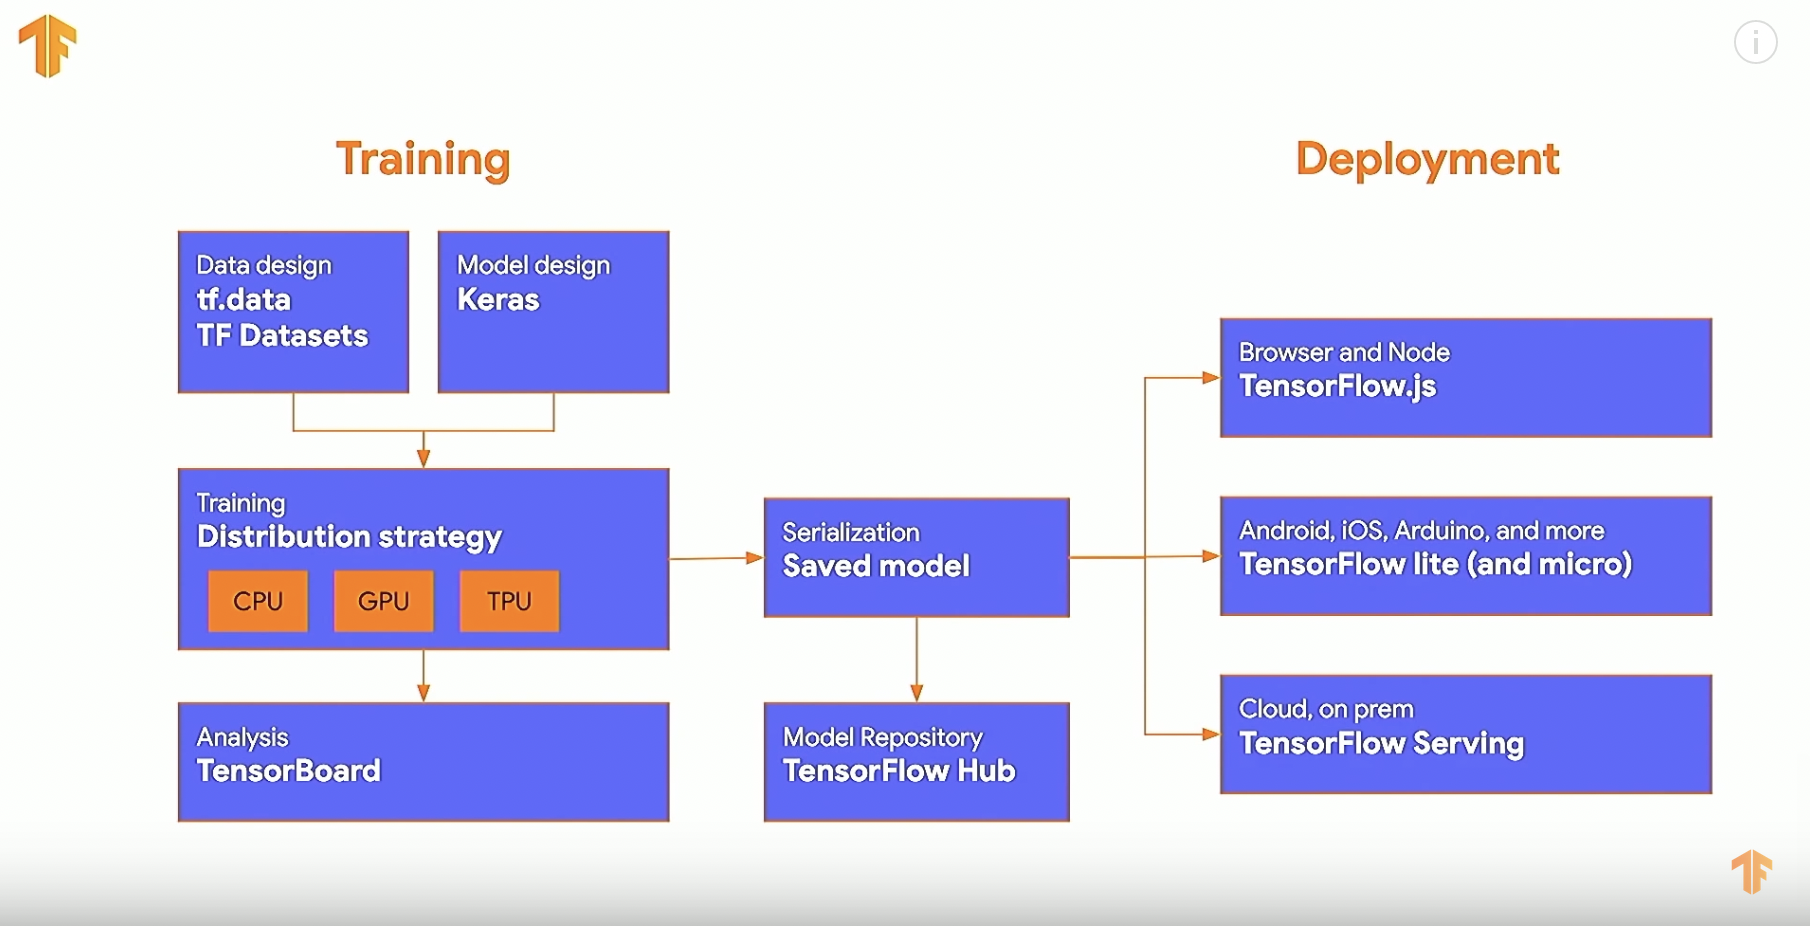 Training
Deployment
Data design
tf.data
TF Datasets
Model design
Keras
Training
Distribution strategy
CPU
GPU
TPU
Analysis
TensorBoard
Serialization
Saved model
Model Repository
TensorFlow Hub
Browser and Node
TensorFlow.js
Android, iOS, Arduino, and more
TensorFlow lite (and micro)
Cloud, on prem
TensorFlow Serving